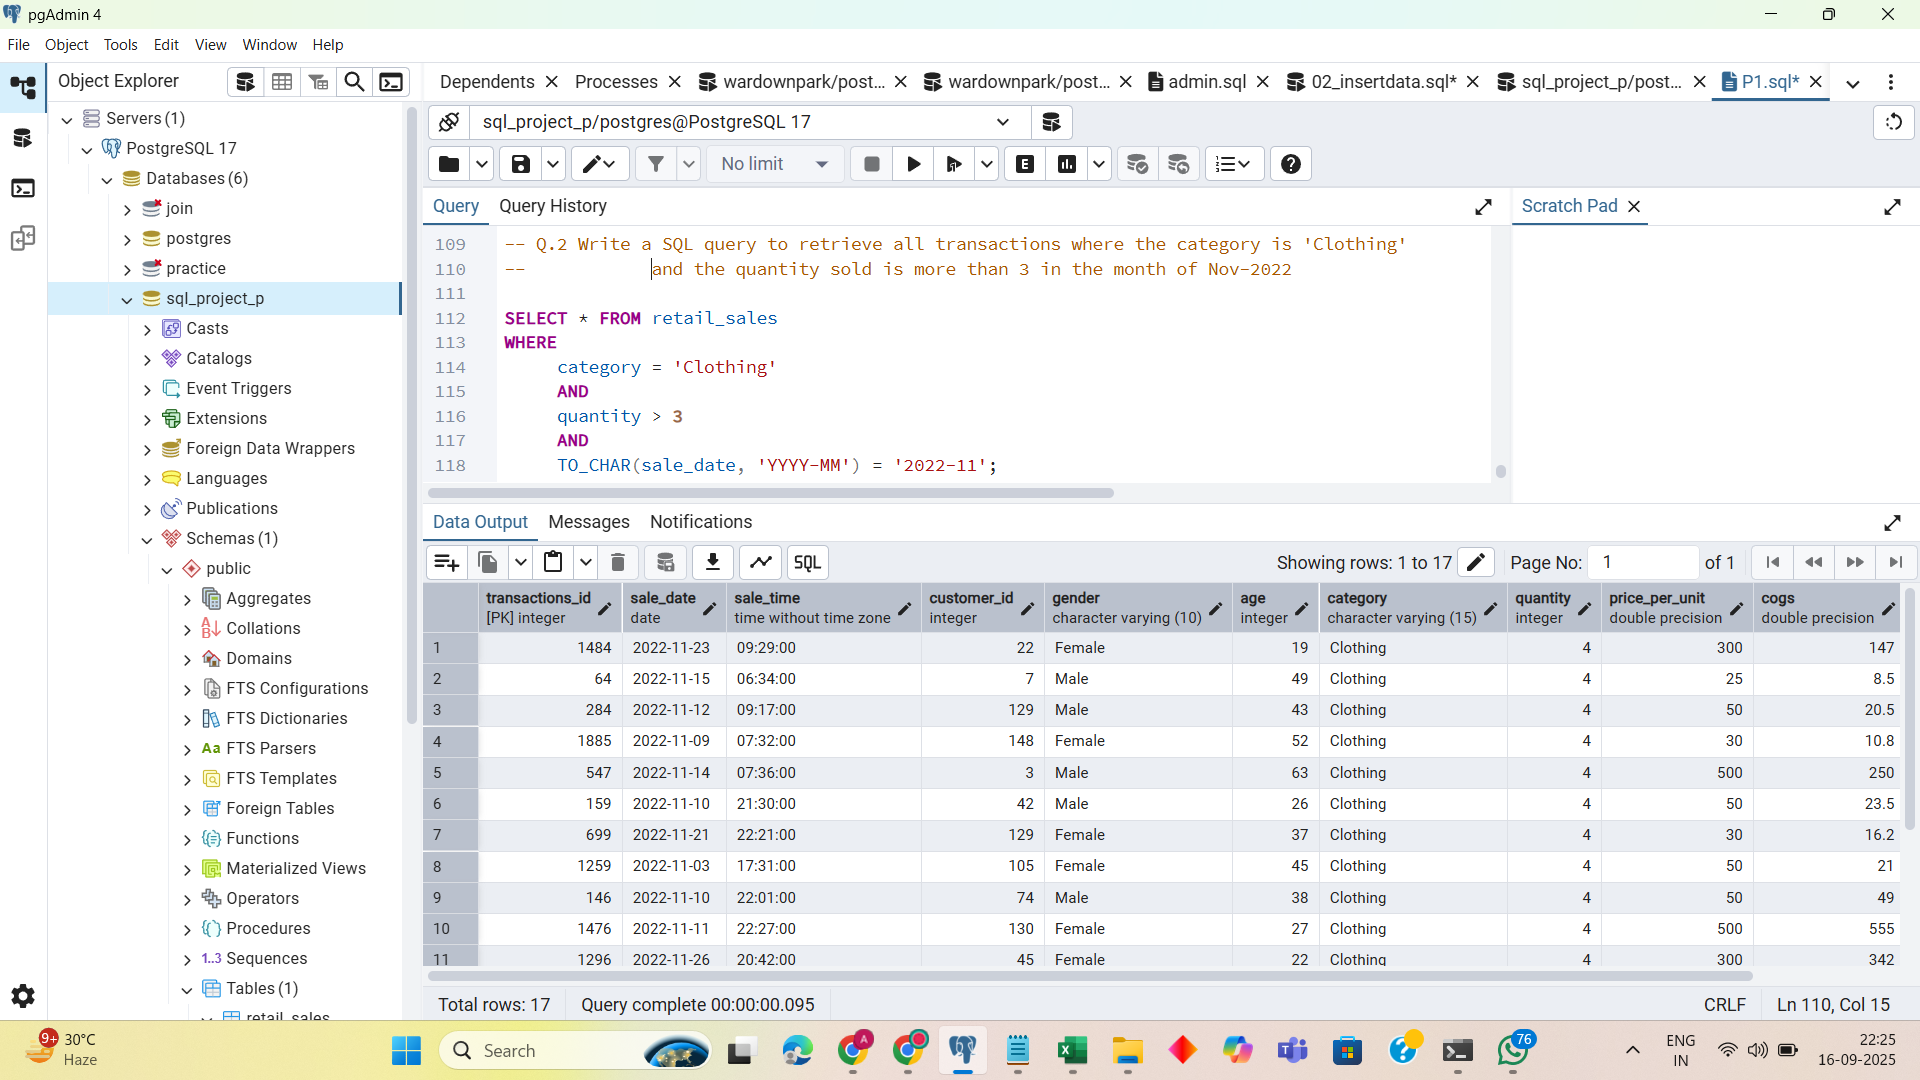 pgAdmin 4
File Object Tools Edit View Window Help
Object Explorer
Dependents Processes wardownpark/post... wardownpark/post... admin.sql 02_insertdata.sql* sql_project_p/post... P1.sql*
sql_project_p/postgres@PostgreSQL 17
No limit
E
Query Query History
Scratch Pad
Servers (1)
PostgreSQL 17
Databases (6)
join
postgres
practice
sql_project_p
Casts
Catalogs
Event Triggers
Extensions
Foreign Data Wrappers
Languages
Publications
Schemas (1)
public
Aggregates
Collations
Domains
FTS Configurations
FTS Dictionaries
Aa FTS Parsers
FTS Templates
Foreign Tables
Functions
Materialized Views
Operators
Procedures
1..3 Sequences
Tables (1)
retail_sales
109 -- Q.2 Write a SQL query to retrieve all transactions where the category is 'Clothing'
110 -- and the quantity sold is more than 3 in the month of Nov-2022
111
112 SELECT * FROM retail_sales
113 WHERE
114 category = 'Clothing'
115 AND
116 quantity > 3
117 AND
118 TO_CHAR(sale_date, 'YYYY-MM') = '2022-11';
Data Output Messages Notifications
SQL
Showing rows: 1 to 17 Page No: 1 of 1
transactions_id sale_date sale_time customer_id gender age category quantity price_per_unit cogs
[PK] integer date time without time zone integer character varying (10) integer character varying (15) integer double precision double precision
1 1484 2022-11-23 09:29:00 22 Female 19 Clothing 4 300 147
2 64 2022-11-15 06:34:00 7 Male 49 Clothing 4 25 8.5
3 284 2022-11-12 09:17:00 129 Male 43 Clothing 4 50 20.5
4 1885 2022-11-09 07:32:00 148 Female 52 Clothing 4 30 10.8
5 547 2022-11-14 07:36:00 3 Male 63 Clothing 4 500 250
6 159 2022-11-10 21:30:00 42 Male 26 Clothing 4 50 23.5
7 699 2022-11-21 22:21:00 129 Female 37 Clothing 4 30 16.2
8 1259 2022-11-03 17:31:00 105 Female 45 Clothing 4 50 21
9 146 2022-11-10 22:01:00 74 Male 38 Clothing 4 50 49
10 1476 2022-11-11 22:27:00 130 Female 27 Clothing 4 500 555
11 1296 2022-11-26 20:42:00 45 Female 22 Clothing 4 300 342
Total rows: 17 Query complete 00:00:00.095 CRLF Ln 110, Col 15
9+ 30°C
Haze
Search
A
76
ENG
IN
22:25
16-09-2025